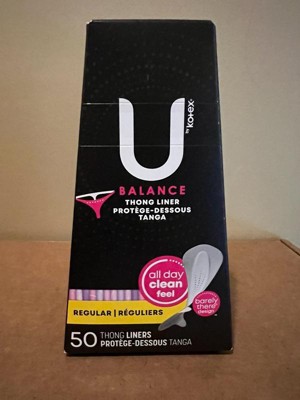 U
by kotex
BALANCE
THONG LINER
PROTÈGE-DESSOUS
TANGA
all day
clean
feel
barely
there
design
REGULAR | RÉGULIERS
50 THONG LINERS
PROTÈGE-DESSOUS TANGA